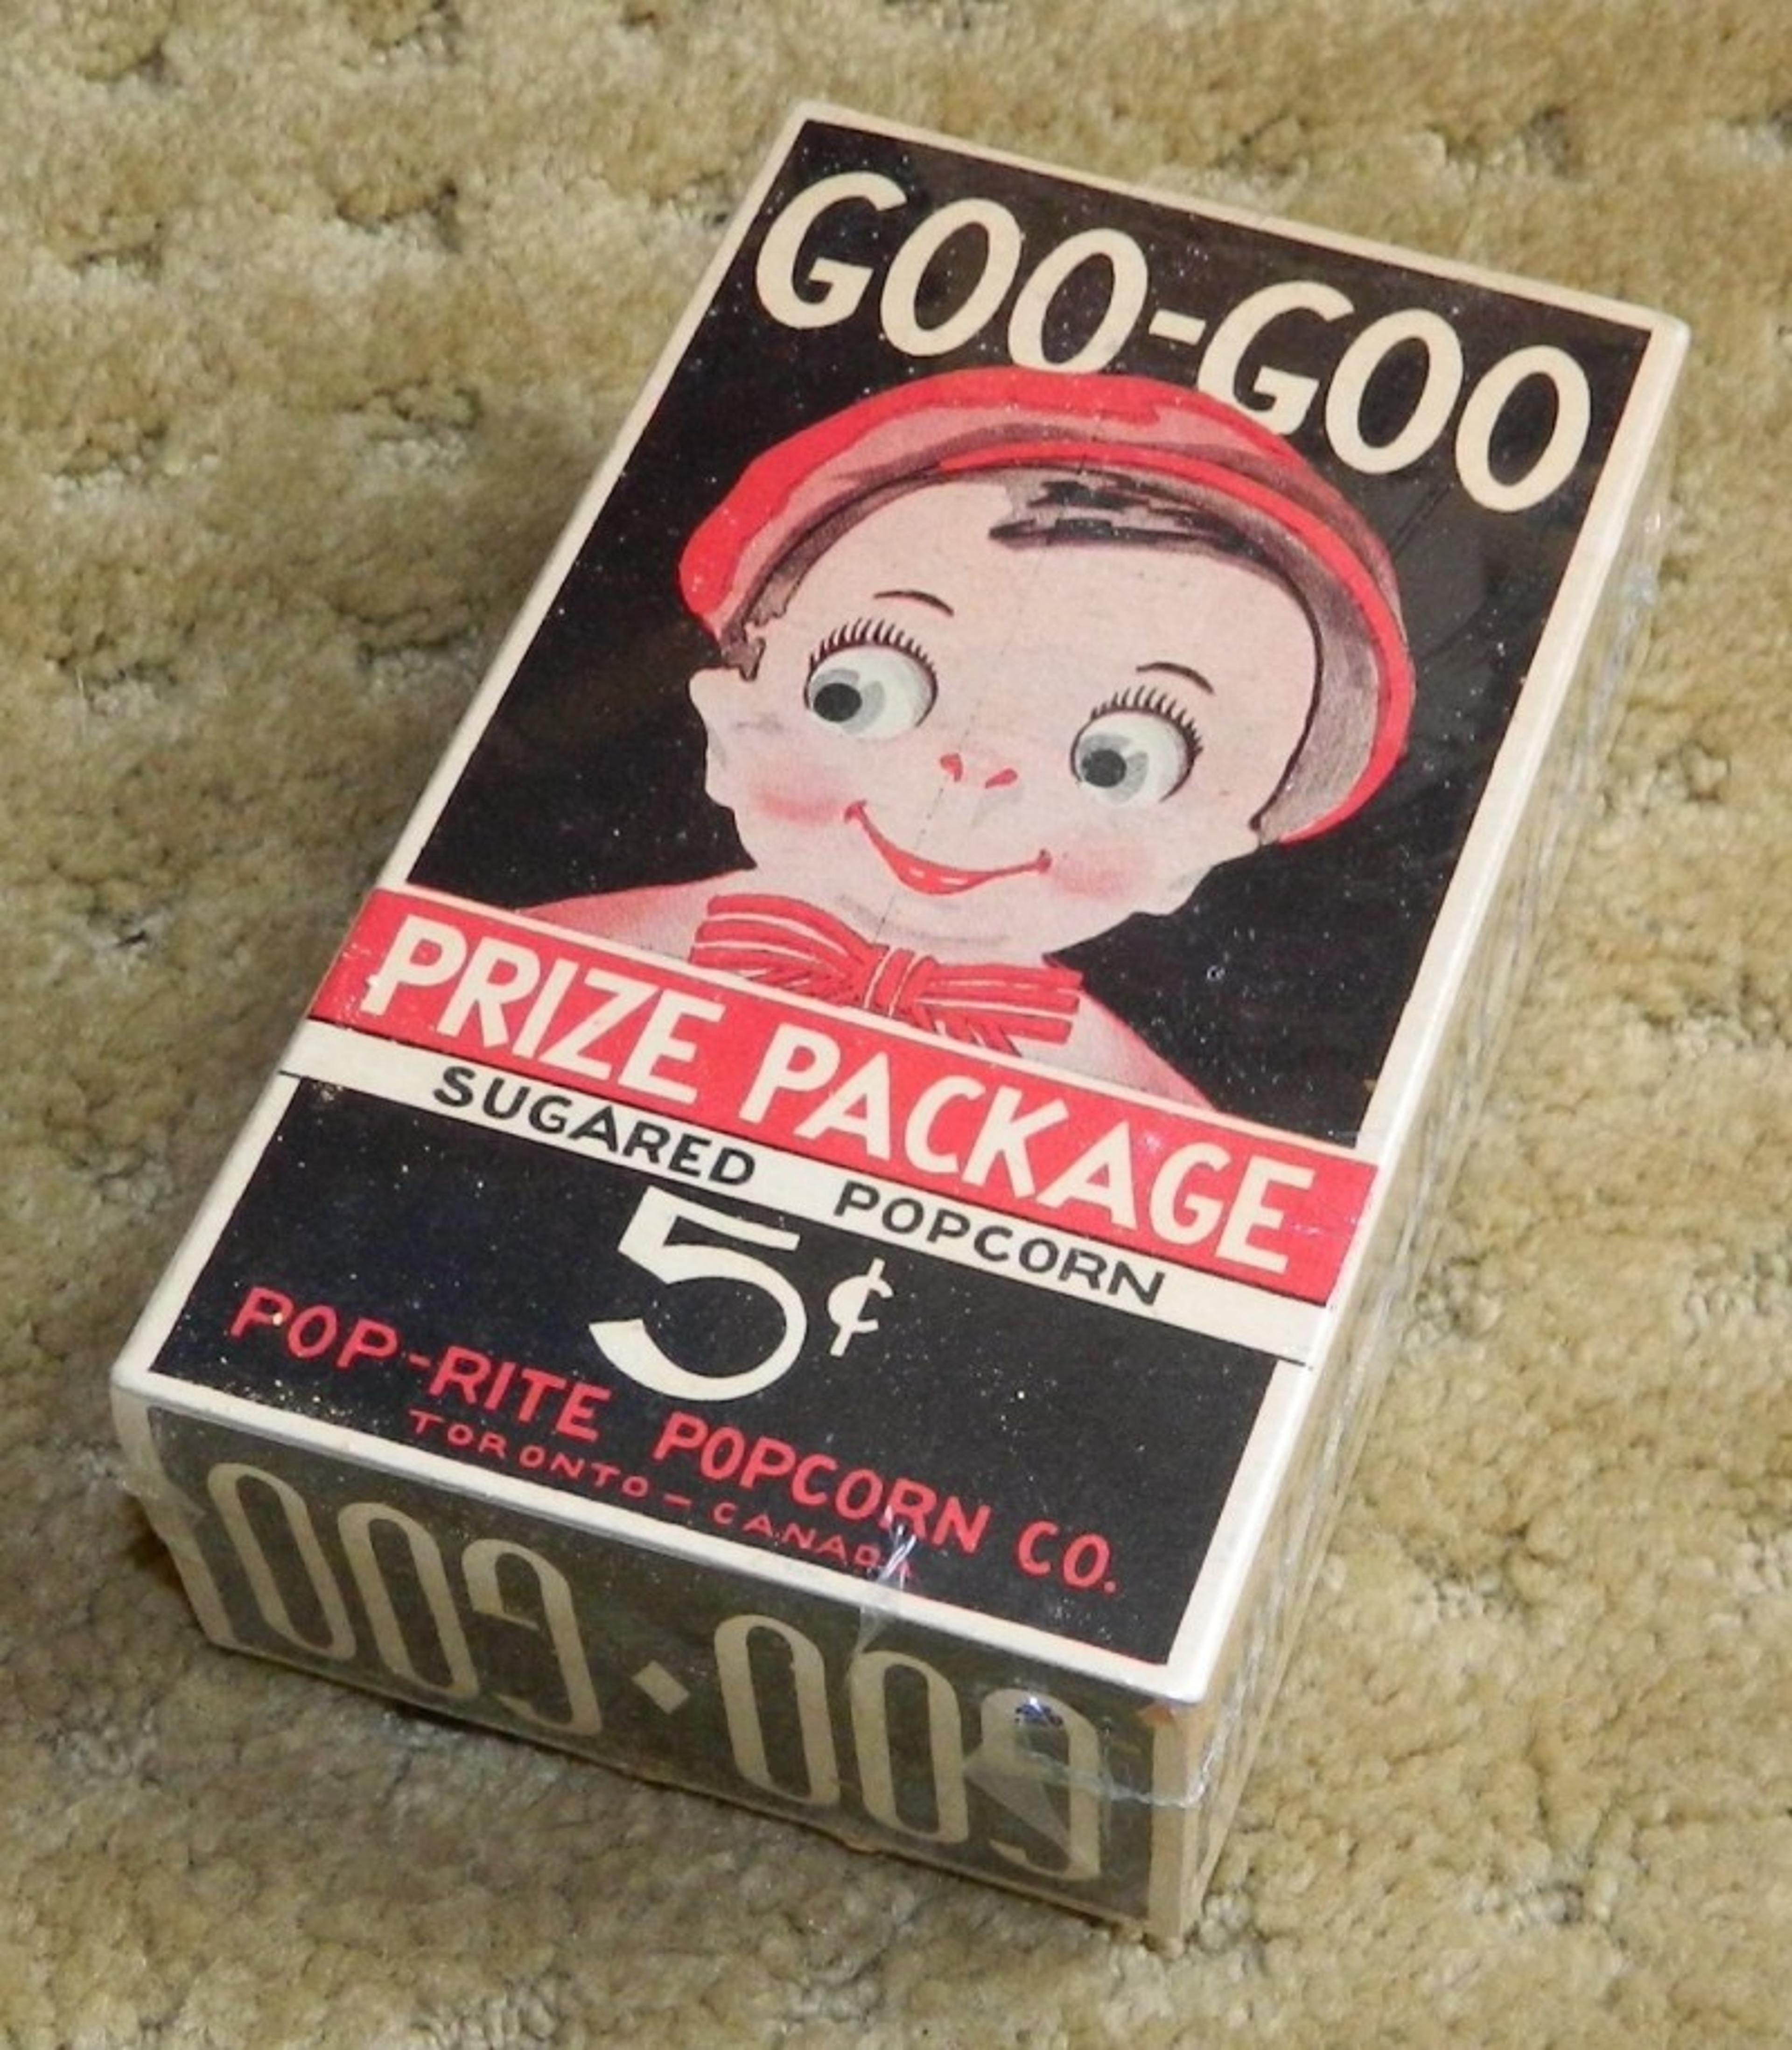 GOO-GOO
PRIZE PACKAGE
SUGARED POPCORN
5¢
POP-RITE POPCORN CO.
TORONTO - CANADA
GOO·GOO